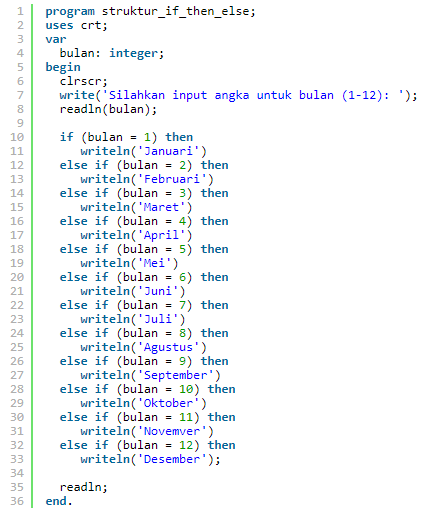 1 program struktur_if_then_else;
2 uses crt;
3 var
4   bulan: integer;
5 begin
6   clrscr;
7   write('Silahkan input angka untuk bulan (1-12): ');
8   readln(bulan);
9
10   if (bulan = 1) then
11      writeln('Januari')
12   else if (bulan = 2) then
13      writeln('Februari')
14   else if (bulan = 3) then
15      writeln('Maret')
16   else if (bulan = 4) then
17      writeln('April')
18   else if (bulan = 5) then
19      writeln('Mei')
20   else if (bulan = 6) then
21      writeln('Juni')
22   else if (bulan = 7) then
23      writeln('Juli')
24   else if (bulan = 8) then
25      writeln('Agustus')
26   else if (bulan = 9) then
27      writeln('September')
28   else if (bulan = 10) then
29      writeln('Oktober')
30   else if (bulan = 11) then
31      writeln('Novemver')
32   else if (bulan = 12) then
33      writeln('Desember');
34
35   readln;
36 end.